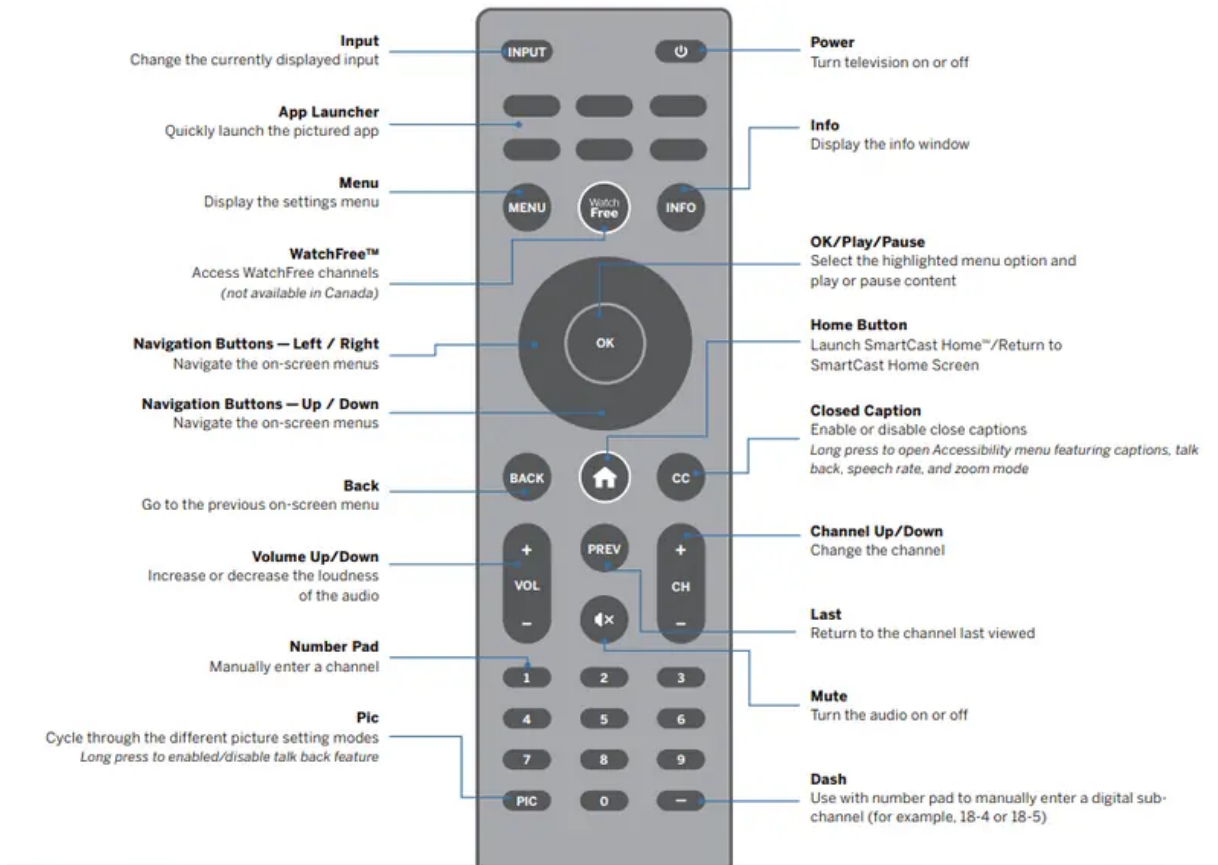 Input
Change the currently displayed input
App Launcher
Quickly launch the pictured app
Menu
Display the settings menu
WatchFree™
Access WatchFree channels
(not available in Canada)
Navigation Buttons — Left / Right
Navigate the on-screen menus
Navigation Buttons — Up / Down
Navigate the on-screen menus
Back
Go to the previous on-screen menu
Volume Up/Down
Increase or decrease the loudness
of the audio
Number Pad
Manually enter a channel
Pic
Cycle through the different picture setting modes
Long press to enabled/disable talk back feature
INPUT
MENU
Watch
Free
INFO
OK
BACK
CC
+
VOL
–
PREV
+
CH
–
1 2 3
4 5 6
7 8 9
PIC 0 –
Power
Turn television on or off
Info
Display the info window
OK/Play/Pause
Select the highlighted menu option and
play or pause content
Home Button
Launch SmartCast Home℠/Return to
SmartCast Home Screen
Closed Caption
Enable or disable close captions
Long press to open Accessibility menu featuring captions, talk
back, speech rate, and zoom mode
Channel Up/Down
Change the channel
Last
Return to the channel last viewed
Mute
Turn the audio on or off
Dash
Use with number pad to manually enter a digital sub-
channel (for example, 18-4 or 18-5)